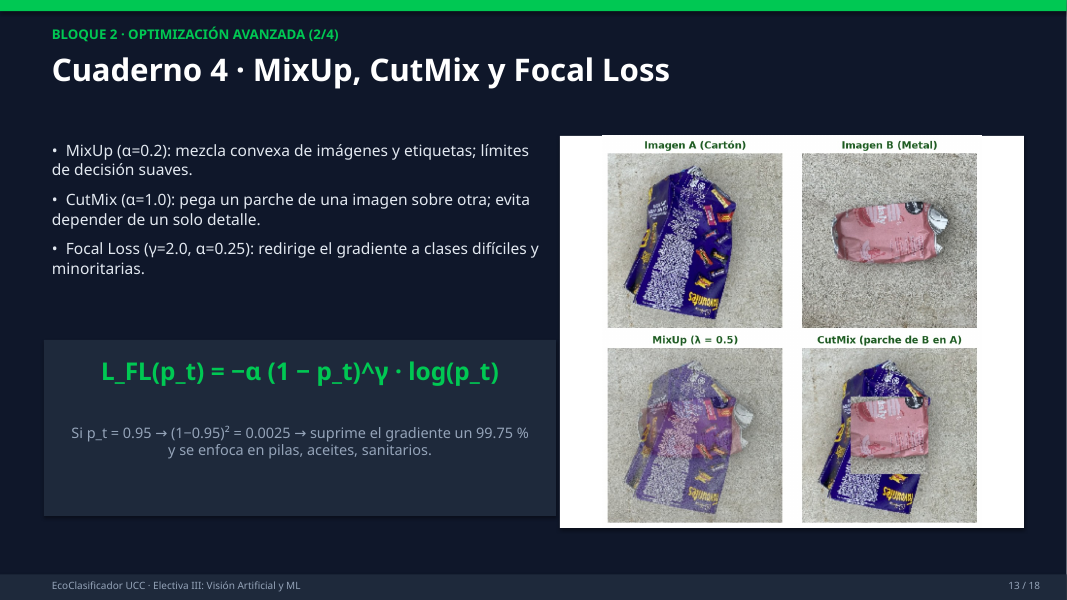 BLOQUE 2 · OPTIMIZACIÓN AVANZADA (2/4)
Cuaderno 4 · MixUp, CutMix y Focal Loss
• MixUp (α=0.2): mezcla convexa de imágenes y etiquetas; límites
de decisión suaves.
• CutMix (α=1.0): pega un parche de una imagen sobre otra; evita
depender de un solo detalle.
• Focal Loss (γ=2.0, α=0.25): redirige el gradiente a clases difíciles y
minoritarias.
L_FL(p_t) = −α (1 − p_t)^γ · log(p_t)
Si p_t = 0.95 → (1−0.95)² = 0.0025 → suprime el gradiente un 99.75 %
y se enfoca en pilas, aceites, sanitarios.
Imagen A (Cartón)
Imagen B (Metal)
MixUp (λ = 0.5)
CutMix (parche de B en A)
EcoClasificador UCC · Electiva III: Visión Artificial y ML
13 / 18